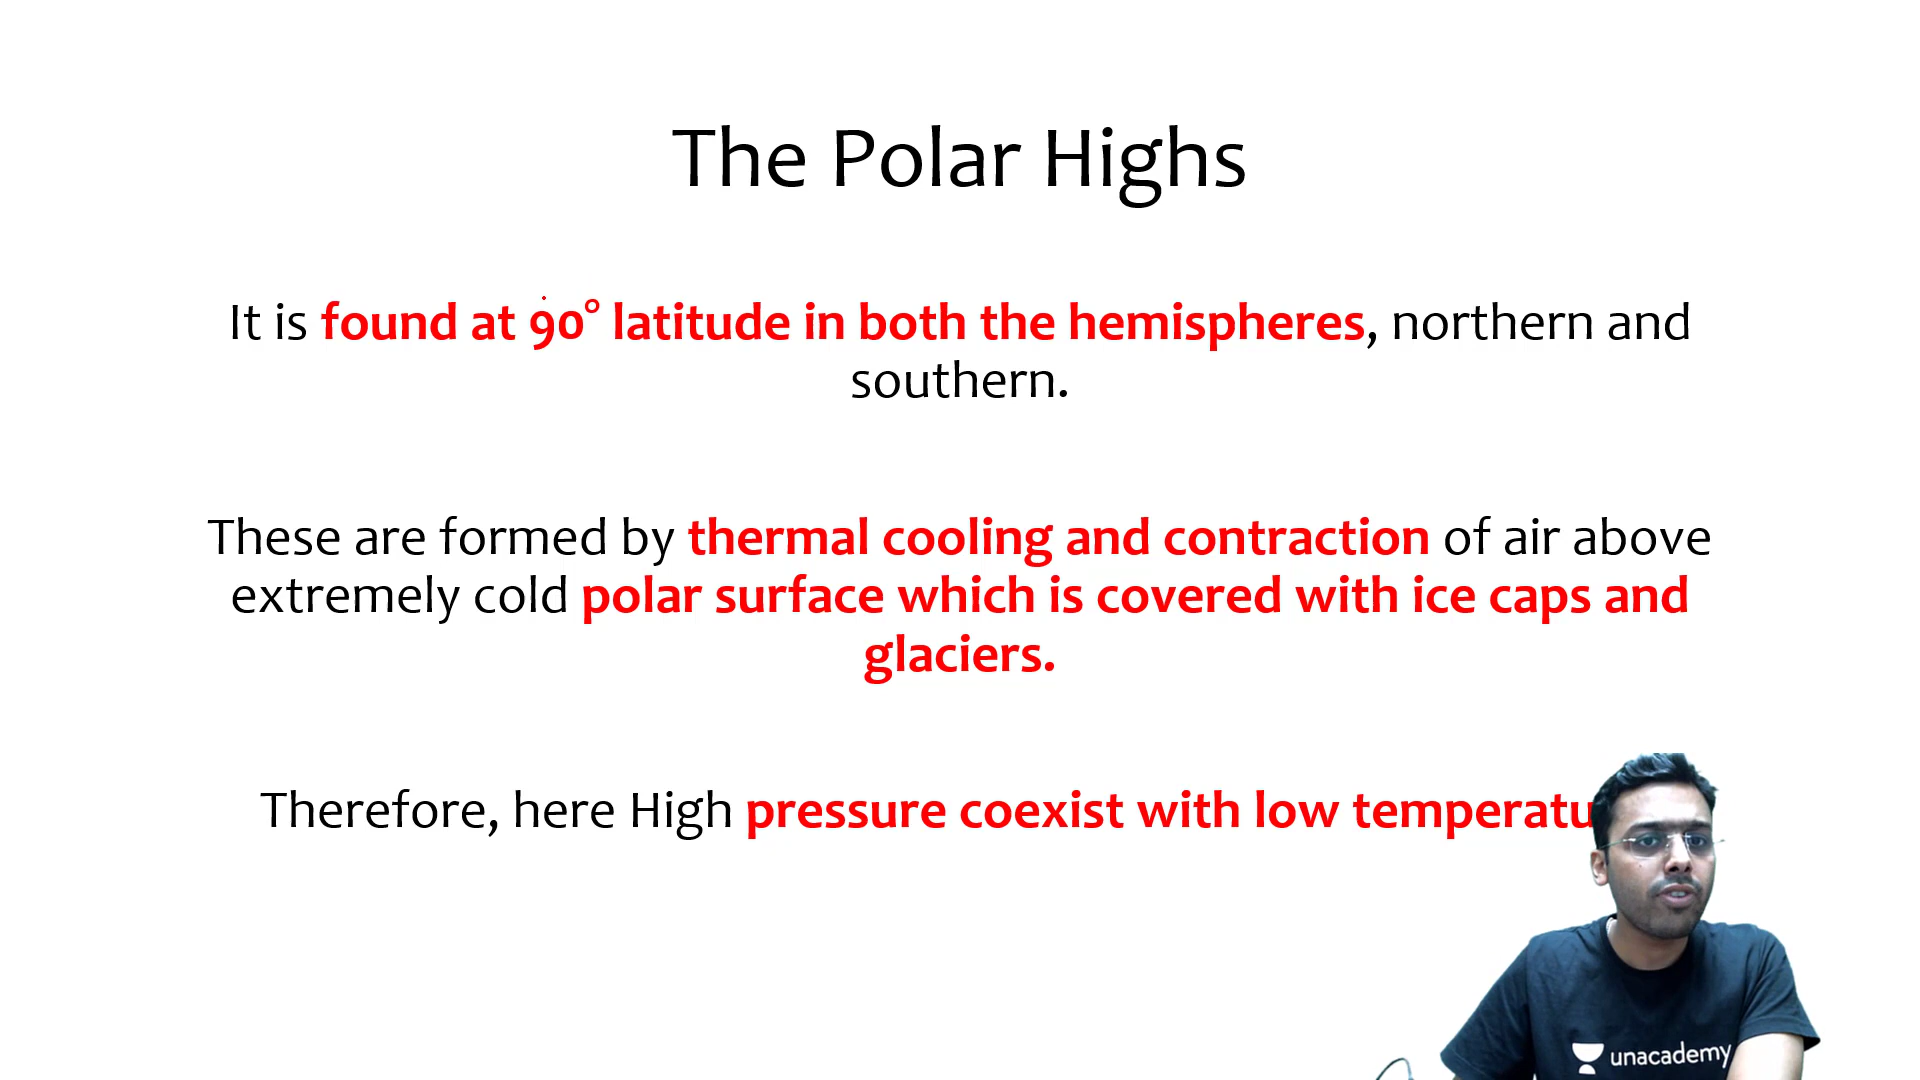 The Polar Highs
It is found at 90° latitude in both the hemispheres, northern and
southern.
These are formed by thermal cooling and contraction of air above
extremely cold polar surface which is covered with ice caps and
glaciers.
Therefore, here High pressure coexist with low
unacademy